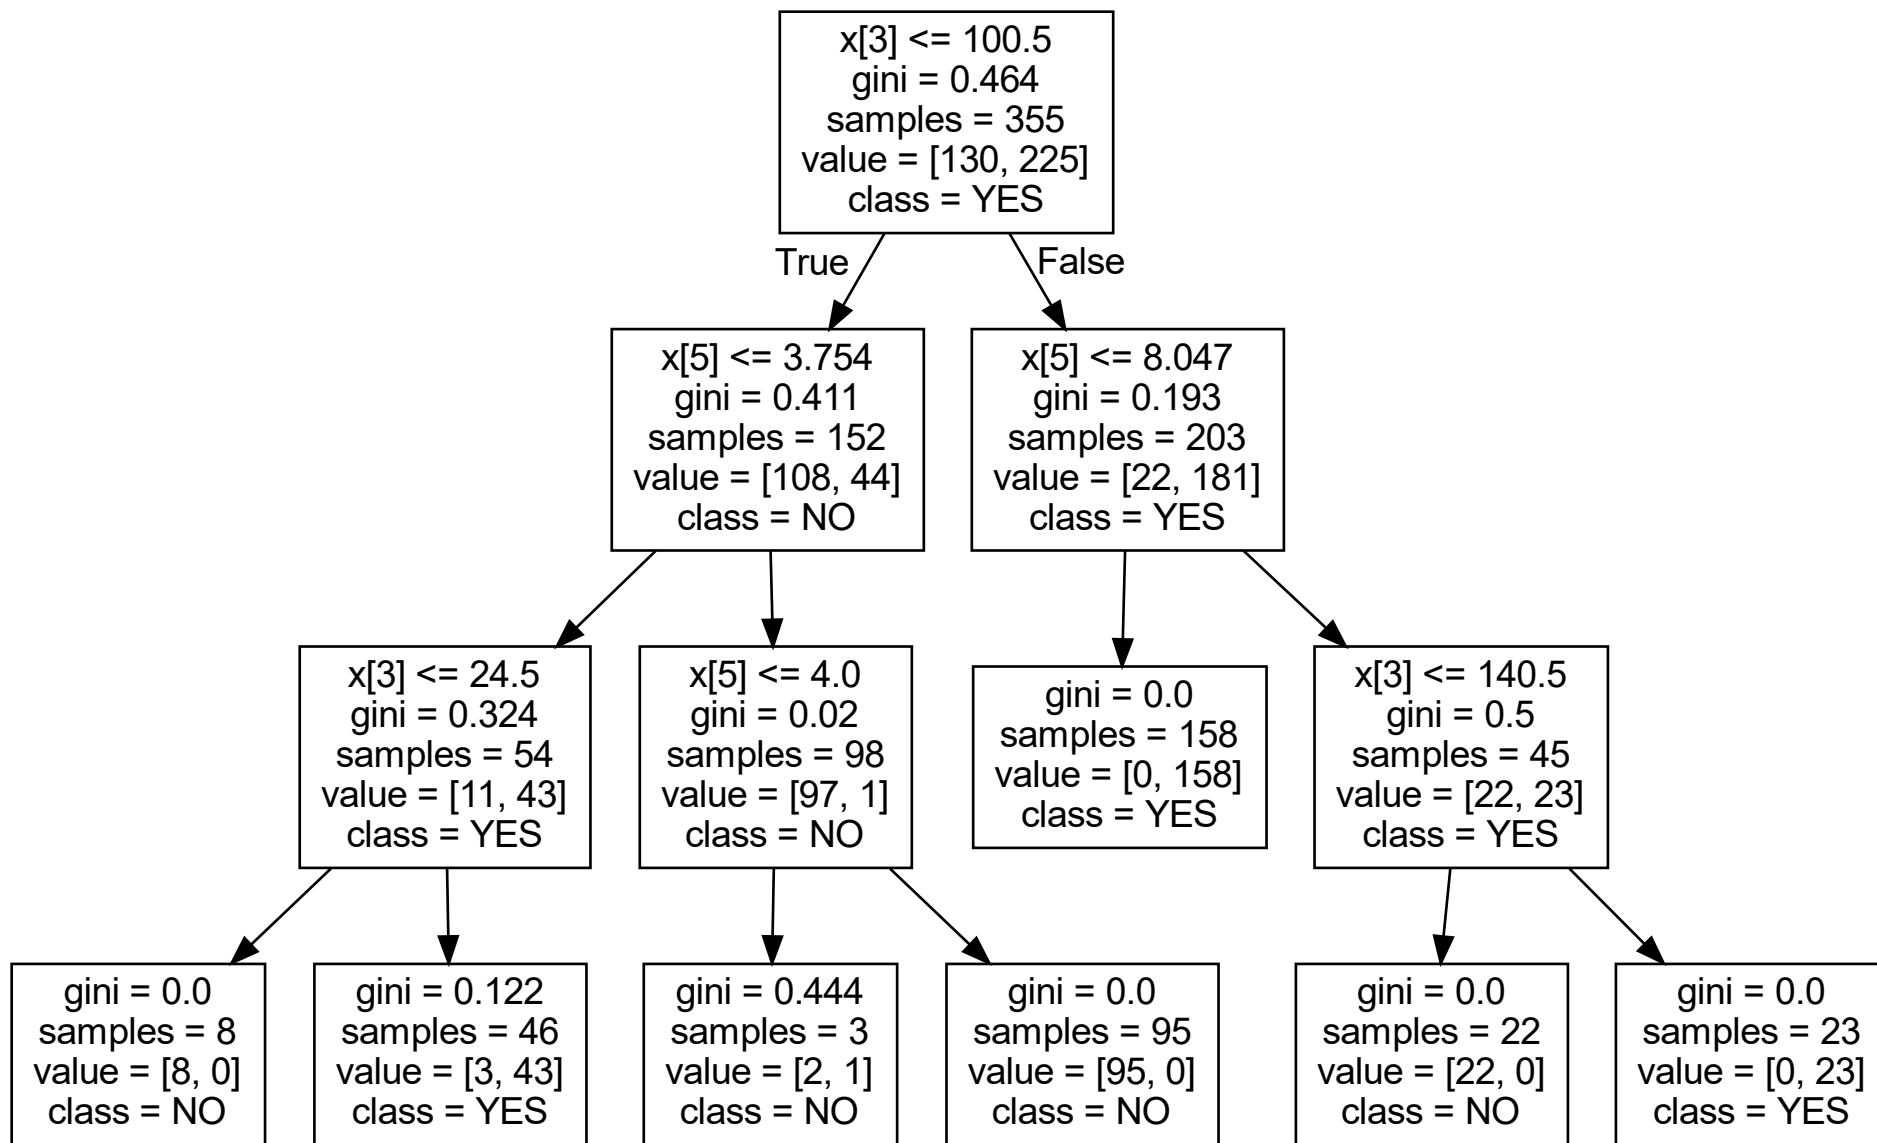 x[3] <= 100.5
gini = 0.464
samples = 355
value = [130, 225]
class = YES
True
False
x[5] <= 3.754
gini = 0.411
samples = 152
value = [108, 44]
class = NO
x[5] <= 8.047
gini = 0.193
samples = 203
value = [22, 181]
class = YES
x[3] <= 24.5
gini = 0.324
samples = 54
value = [11, 43]
class = YES
x[5] <= 4.0
gini = 0.02
samples = 98
value = [97, 1]
class = NO
gini = 0.0
samples = 158
value = [0, 158]
class = YES
x[3] <= 140.5
gini = 0.5
samples = 45
value = [22, 23]
class = YES
gini = 0.0
samples = 8
value = [8, 0]
class = NO
gini = 0.122
samples = 46
value = [3, 43]
class = YES
gini = 0.444
samples = 3
value = [2, 1]
class = NO
gini = 0.0
samples = 95
value = [95, 0]
class = NO
gini = 0.0
samples = 22
value = [22, 0]
class = NO
gini = 0.0
samples = 23
value = [0, 23]
class = YES